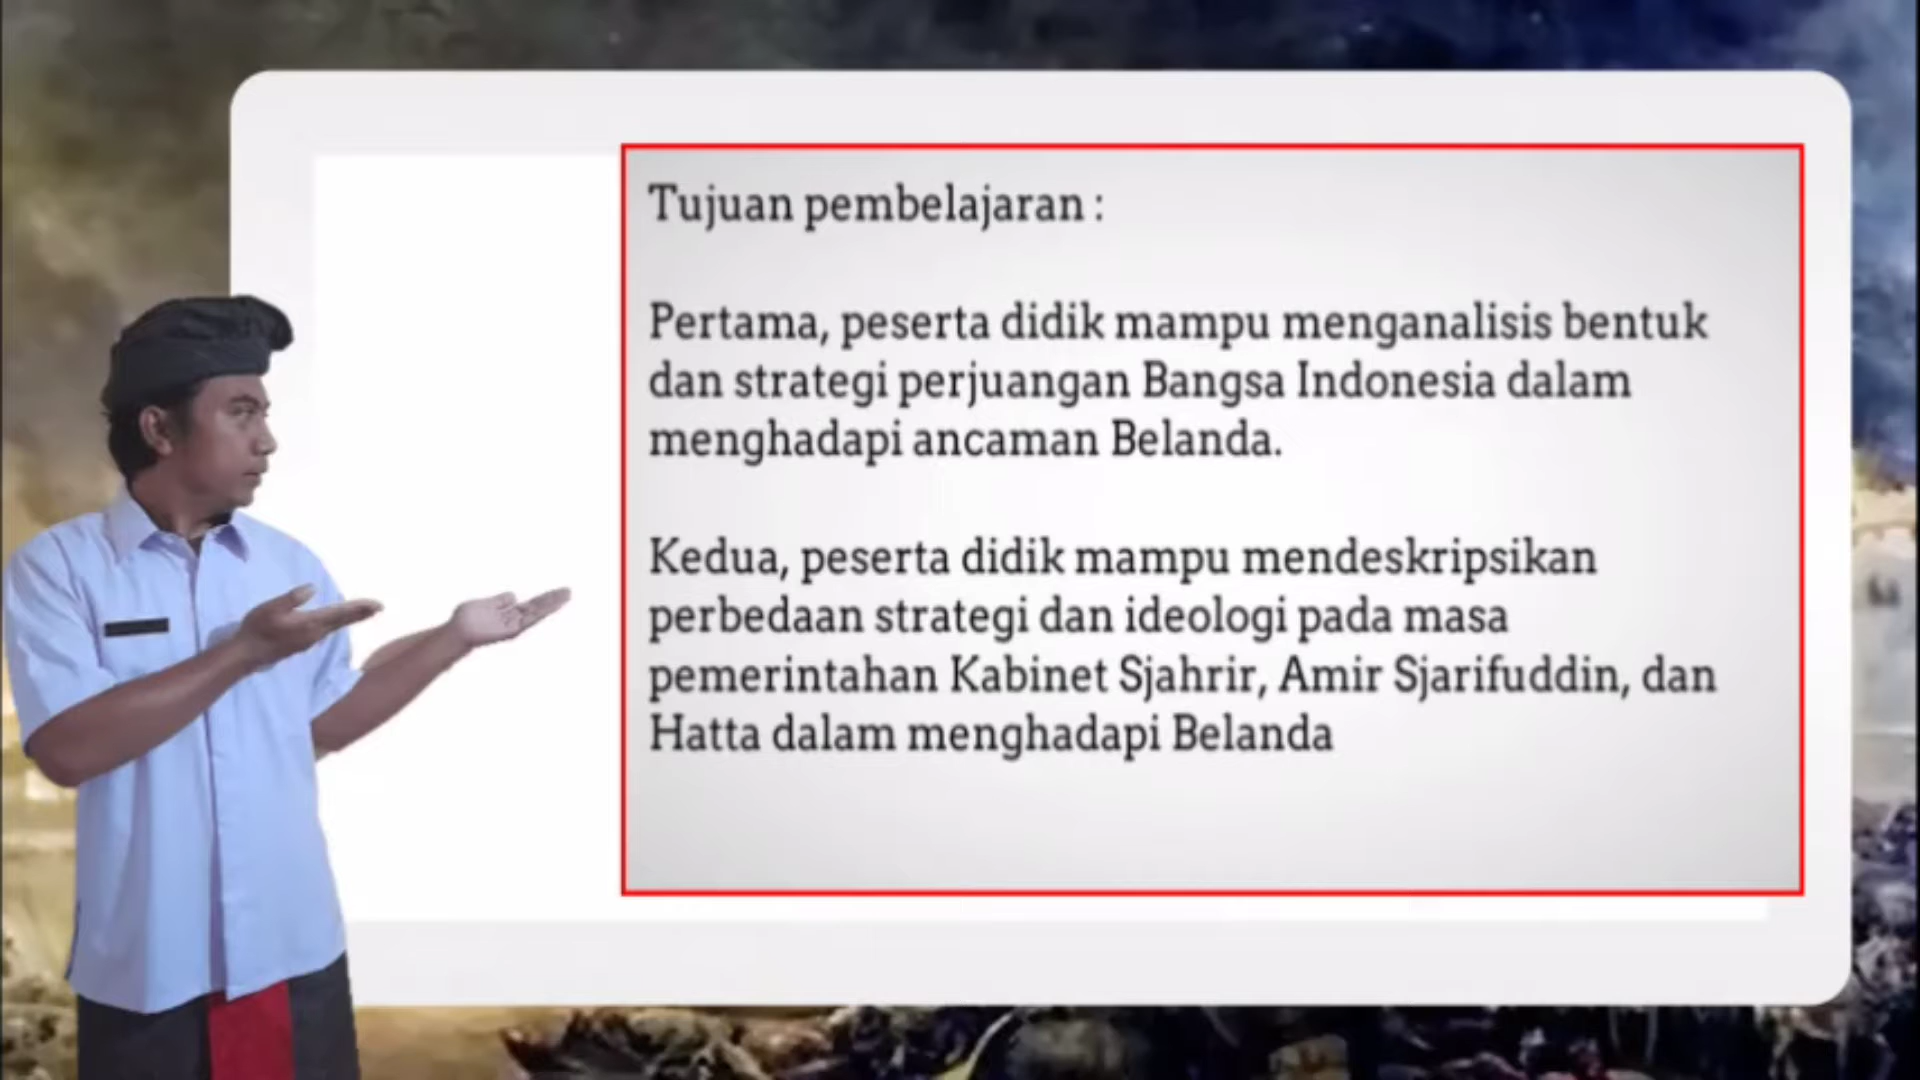 Tujuan pembelajaran :
Pertama, peserta didik mampu menganalisis bentuk
dan strategi perjuangan Bangsa Indonesia dalam
menghadapi ancaman Belanda.
Kedua, peserta didik mampu mendeskripsikan
perbedaan strategi dan ideologi pada masa
pemerintahan Kabinet Sjahrir, Amir Sjarifuddin, dan
Hatta dalam menghadapi Belanda